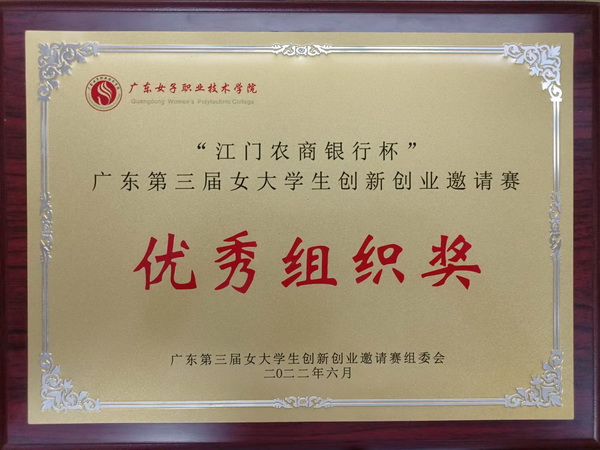 广东女子职业技术学院
Guangdong Women's Polytechnic College
“江门农商银行杯”
广东第三届女大学生创新创业邀请赛
优秀组织奖
广东第三届女大学生创新创业邀请赛组委会
二〇二二年六月